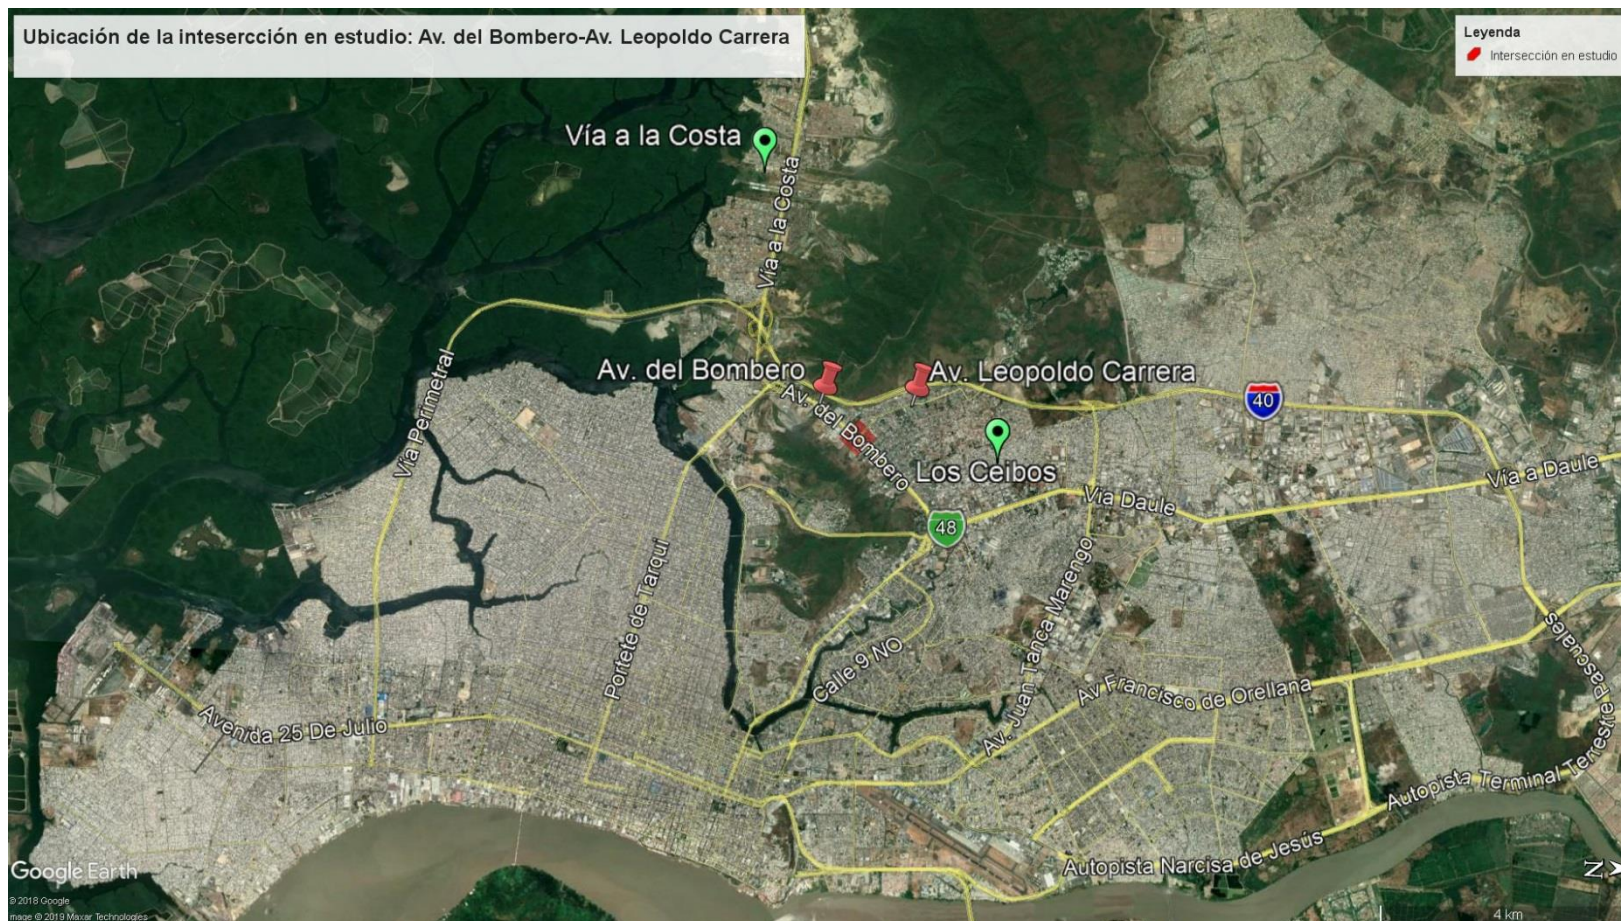 Ubicación de la inteserccón en estudio: Av. del Bombero-Av. Leopoldo Carrera
Leyenda
Intersección en estudio
Vía a la Costa
Vía a la Costa
Av. del Bombero
Av. Leopoldo Carrera
Av. del Bombero
40
Vía Perimetral
Los Ceibos
Vía a Daule
Vía Daule
48
Portete de Tarqui
Av. Juan Tanca Marengo
Calle 9 NO
Av Francisco de Orellana
Avenida 25 De Julio
Autopista Terminal Terrestre Pascuales
Autopista Narcisa de Jesús
Google Earth
N
© 2018 Google
mage © 2019 Maxar Technologies
4 km